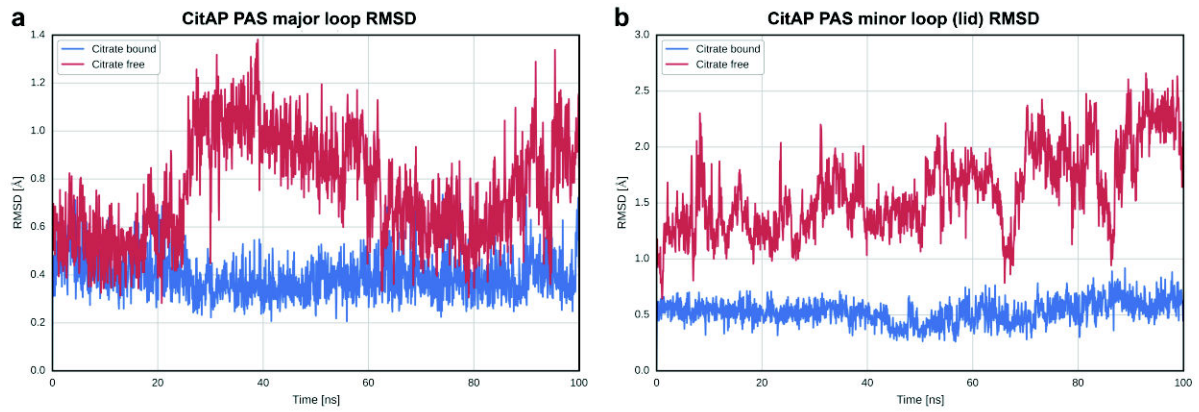 a
CitAP PAS major loop RMSD
1.4
1.2
1.0
0.8
0.6
0.4
0.2
0.0
RMSD [Å]
Citrate bound
Citrate free
0 20 40 60 80 100
Time [ns]
b
CitAP PAS minor loop (lid) RMSD
3.0
2.5
2.0
1.5
1.0
0.5
0.0
RMSD [Å]
Citrate bound
Citrate free
0 20 40 60 80 100
Time [ns]